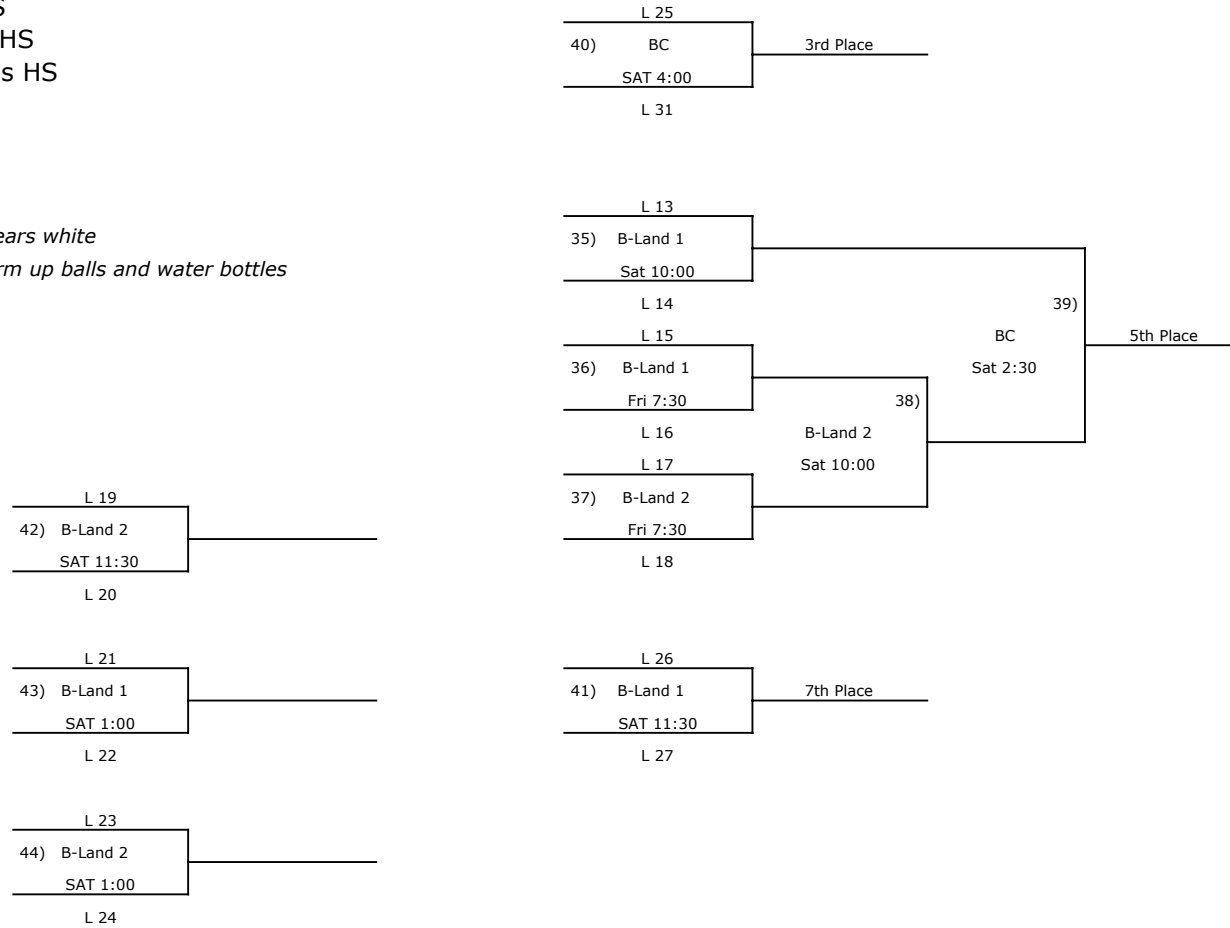 S
HS
s HS
ears white
rm up balls and water bottles
L 25
40) BC 3rd Place
SAT 4:00
L 31
L 13
35) B-Land 1
Sat 10:00
L 14
39)
L 15
BC
5th Place
36) B-Land 1
Sat 2:30
Fri 7:30
38)
L 16
B-Land 2
L 17
Sat 10:00
37) B-Land 2
Fri 7:30
L 18
L 19
42) B-Land 2
SAT 11:30
L 20
L 21
43) B-Land 1
SAT 1:00
L 22
L 26
41) B-Land 1 7th Place
SAT 11:30
L 27
L 23
44) B-Land 2
SAT 1:00
L 24